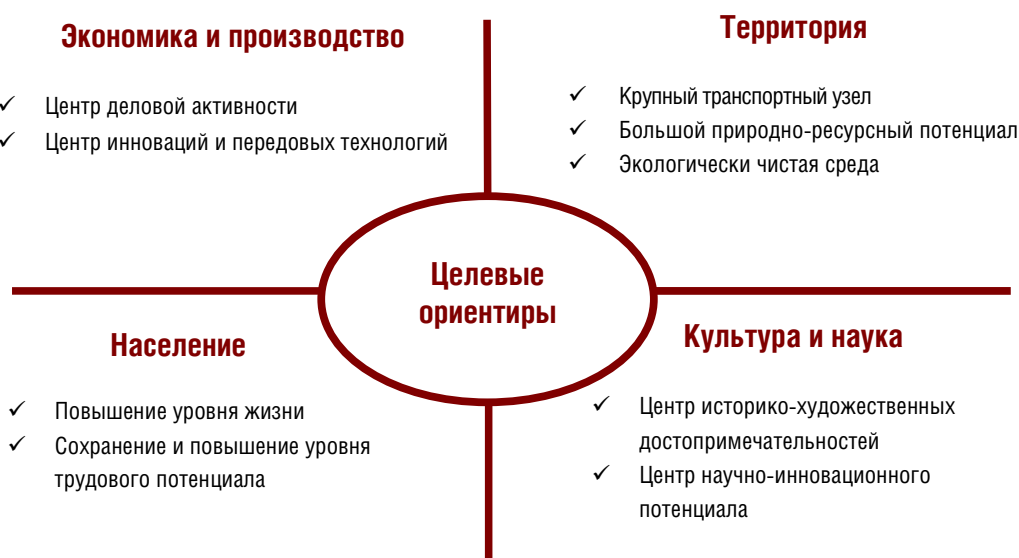 Экономика и производство
✓ Центр деловой активности
✓ Центр инноваций и передовых технологий
Территория
✓ Крупный транспортный узел
✓ Большой природно-ресурсный потенциал
✓ Экологически чистая среда
Целевые
ориентиры
Население
✓ Повышение уровня жизни
✓ Сохранение и повышение уровня
трудового потенциала
Культура и наука
✓ Центр историко-художественных
достопримечательностей
✓ Центр научно-инновационного
потенциала